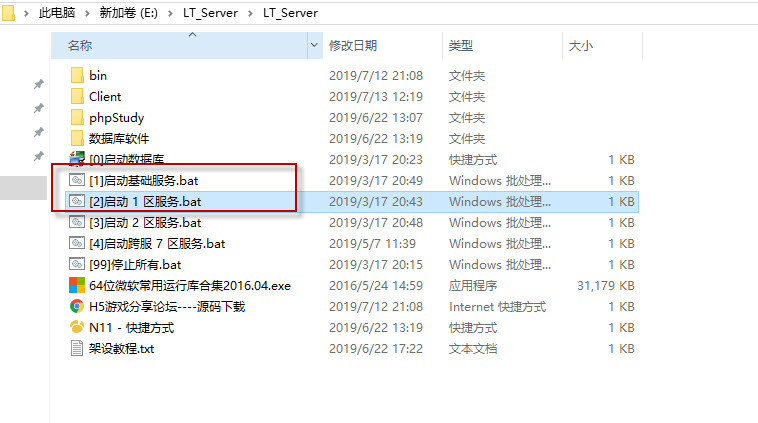 此电脑 > 新加卷 (E:) > LT_Server > LT_Server
名称 修改日期 类型 大小
bin 2019/7/12 21:08 文件夹
Client 2019/7/13 12:19 文件夹
phpStudy 2019/6/22 13:07 文件夹
数据库软件 2019/6/22 13:19 文件夹
[0]启动数据库 2019/3/17 20:23 快捷方式 1 KB
[1]启动基础服务.bat 2019/3/17 20:49 Windows 批处理... 1 KB
[2]启动 1 区服务.bat 2019/3/17 20:43 Windows 批处理... 1 KB
[3]启动 2 区服务.bat 2019/3/17 20:48 Windows 批处理... 1 KB
[4]启动跨服 7 区服务.bat 2019/5/7 11:39 Windows 批处理... 1 KB
[99]停止所有.bat 2019/3/17 20:15 Windows 批处理... 1 KB
64位微软常用运行库合集2016.04.exe 2016/5/24 14:59 应用程序 31,179 KB
H5游戏分享论坛----源码下载 2019/7/12 21:08 Internet 快捷方式 1 KB
N11 - 快捷方式 2019/6/22 13:19 快捷方式 1 KB
架设教程.txt 2019/6/22 17:22 文本文档 1 KB